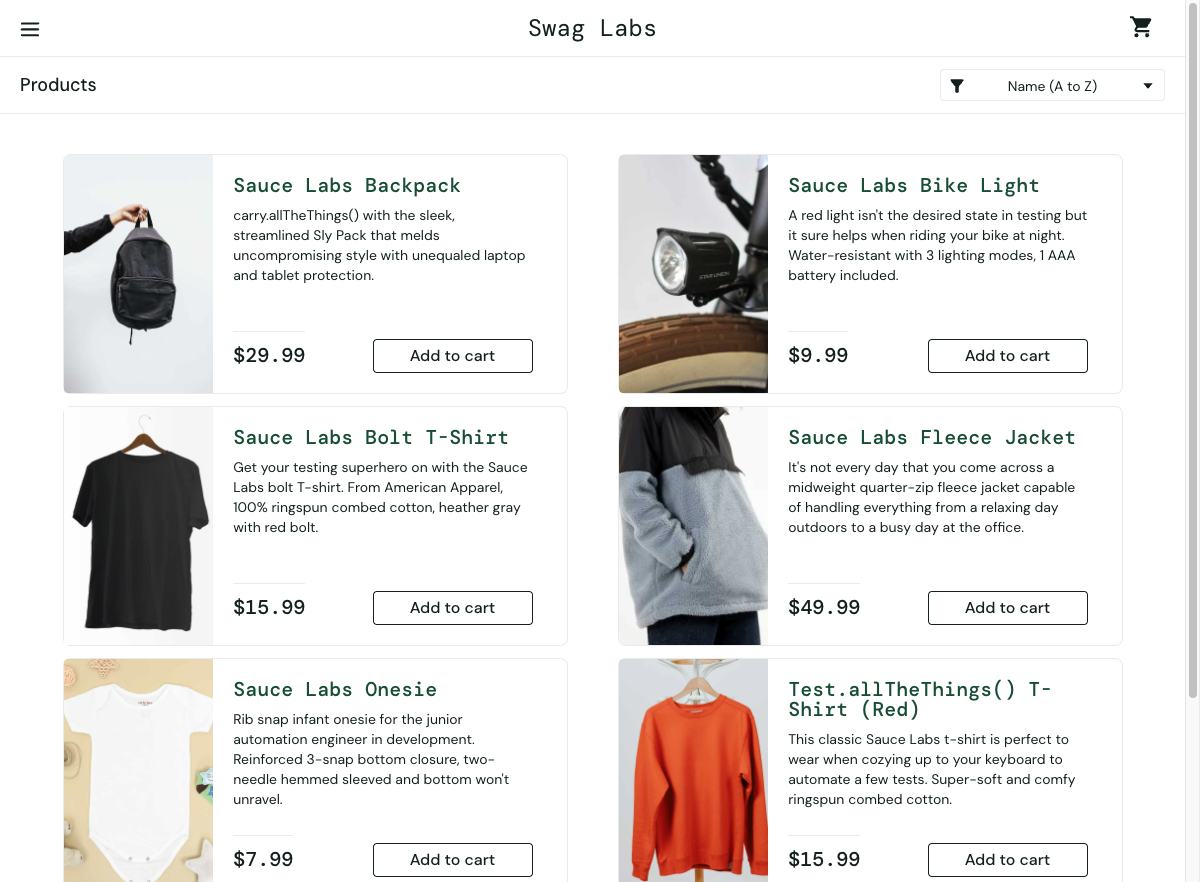 Swag Labs
Products
Name (A to Z)
Sauce Labs Backpack
carry.allTheThings() with the sleek,
streamlined Sly Pack that melds
uncompromising style with unequaled laptop
and tablet protection.
$29.99
Add to cart
Sauce Labs Bike Light
A red light isn't the desired state in testing but
it sure helps when riding your bike at night.
Water-resistant with 3 lighting modes, 1 AAA
battery included.
$9.99
Add to cart
Sauce Labs Bolt T-Shirt
Get your testing superhero on with the Sauce
Labs bolt T-shirt. From American Apparel,
100% ringspun combed cotton, heather gray
with red bolt.
$15.99
Add to cart
Sauce Labs Fleece Jacket
It's not every day that you come across a
midweight quarter-zip fleece jacket capable
of handling everything from a relaxing day
outdoors to a busy day at the office.
$49.99
Add to cart
Sauce Labs Onesie
Rib snap infant onesie for the junior
automation engineer in development.
Reinforced 3-snap bottom closure, two-
needle hemmed sleeved and bottom won't
unravel.
$7.99
Add to cart
Test.allTheThings() T-
Shirt (Red)
This classic Sauce Labs t-shirt is perfect to
wear when cozying up to your keyboard to
automate a few tests. Super-soft and comfy
ringspun combed cotton.
$15.99
Add to cart